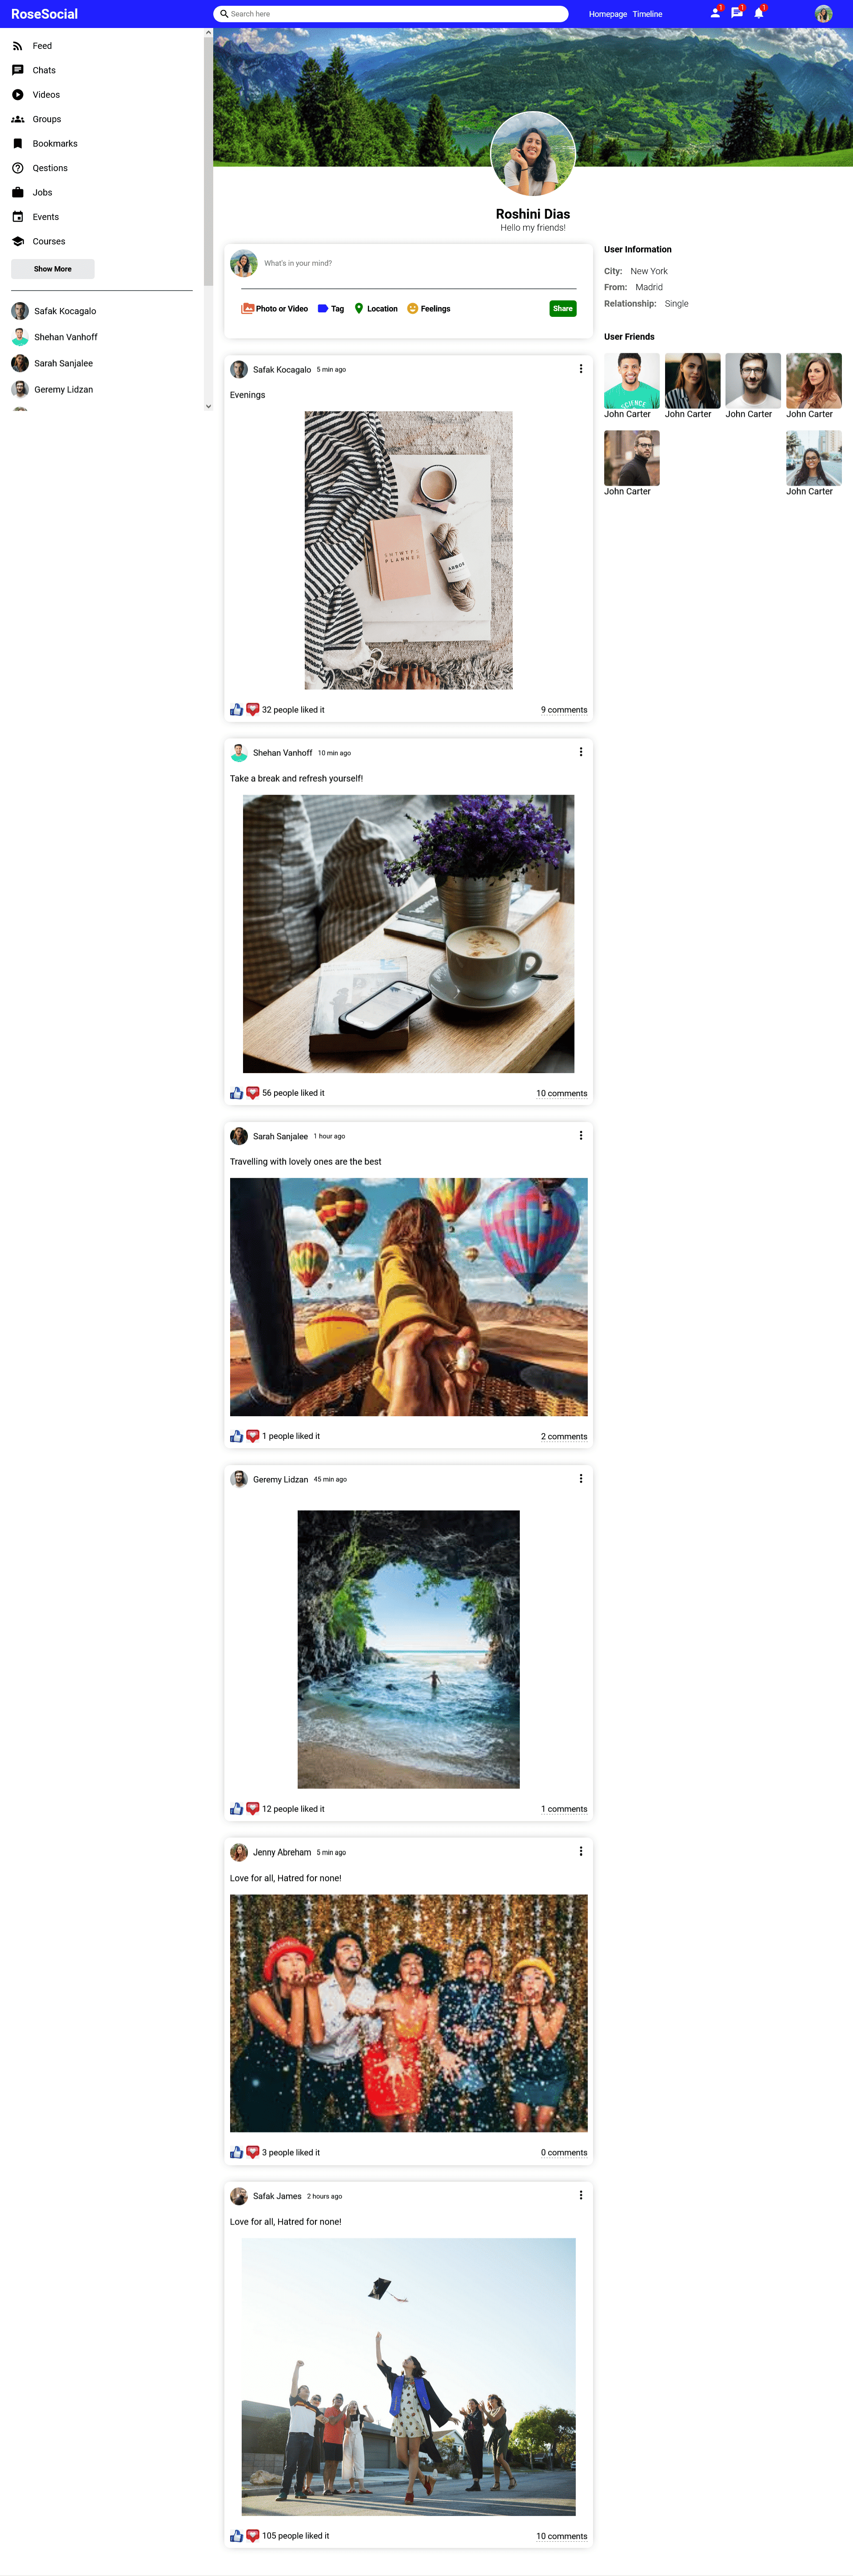 RoseSocial
Search here
Homepage Timeline
1
1
1
Feed
Chats
Videos
Groups
Bookmarks
Qestions
Jobs
Events
Courses
Show More
Safak Kocagalo
Shehan Vanhoff
Sarah Sanjalee
Geremy Lidzan
Roshini Dias
Hello my friends!
What's in your mind?
Photo or Video Tag Location Feelings Share
Safak Kocagalo 5 min ago
Evenings
PLANNER
ARBOR
32 people liked it 9 comments
Shehan Vanhoff 10 min ago
Take a break and refresh yourself!
56 people liked it 10 comments
Sarah Sanjalee 1 hour ago
Travelling with lovely ones are the best
1 people liked it 2 comments
Geremy Lidzan 45 min ago
12 people liked it 1 comments
Jenny Abreham 5 min ago
Love for all, Hatred for none!
3 people liked it 0 comments
Safak James 2 hours ago
Love for all, Hatred for none!
105 people liked it 10 comments
User Information
City: New York
From: Madrid
Relationship: Single
User Friends
SCIENCE
John Carter John Carter John Carter John Carter
John Carter John Carter